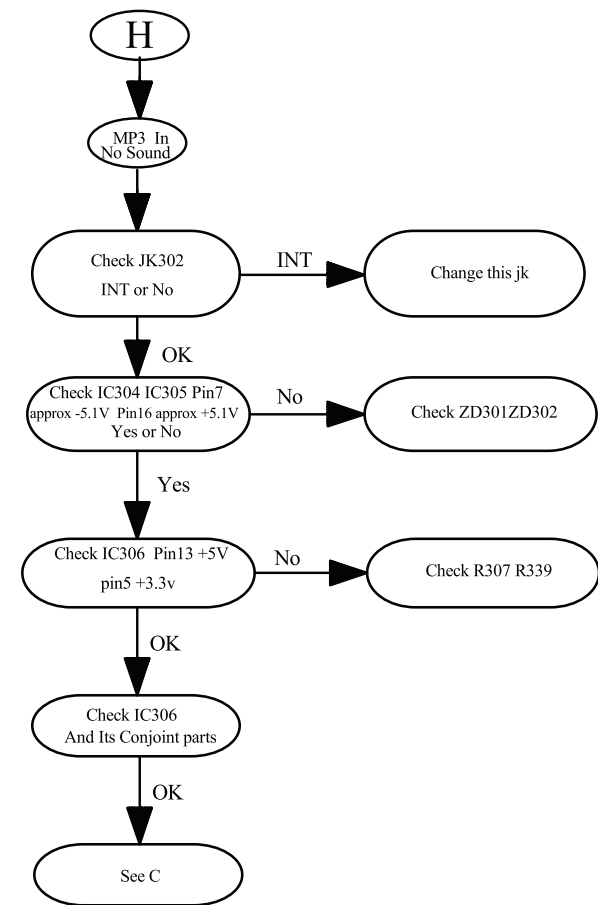 H
MP3 In
No Sound
Check JK302
INT or No
INT
Change this jk
OK
Check IC304 IC305 Pin7
approx -5.1V Pin16 approx +5.1V
Yes or No
No
Check ZD301ZD302
Yes
Check IC306 Pin13 +5V
pin5 +3.3v
No
Check R307 R339
OK
Check IC306
And Its Conjoint parts
OK
See C